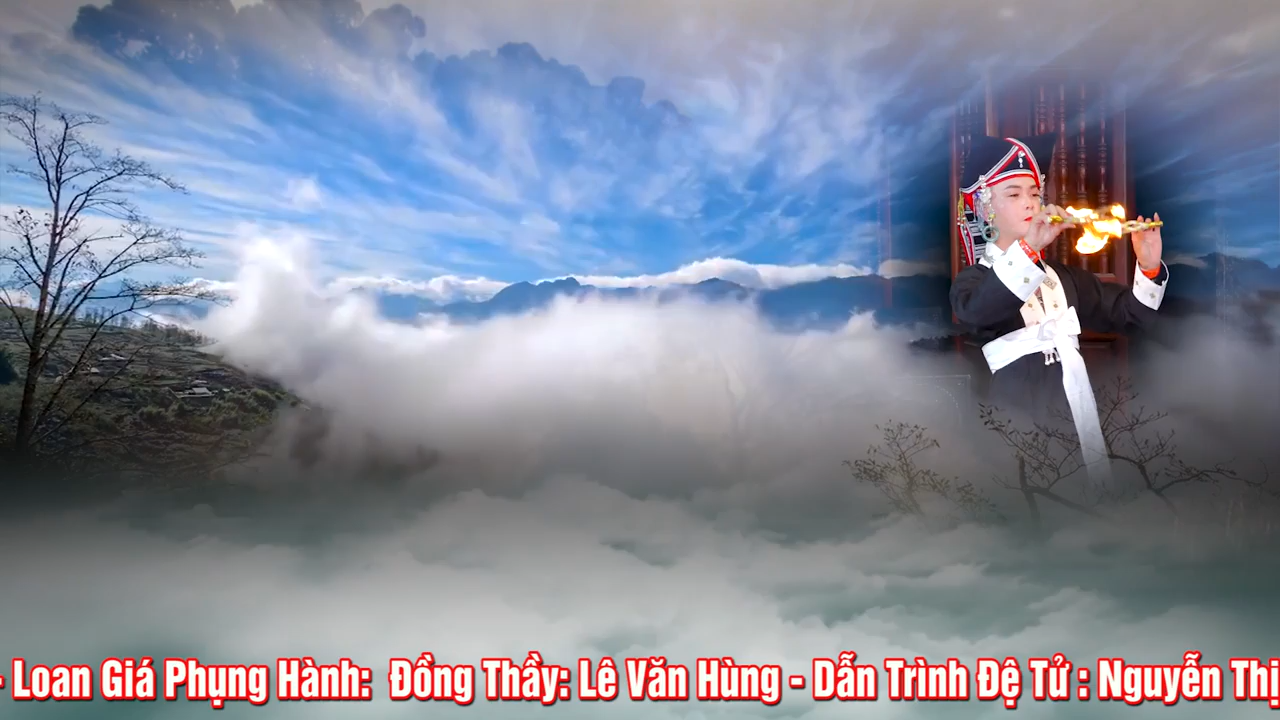 - Loan Giá Phụng Hành: Đồng Thầy: Lê Văn Hùng - Dẫn Trình Đệ Tử : Nguyễn Thị